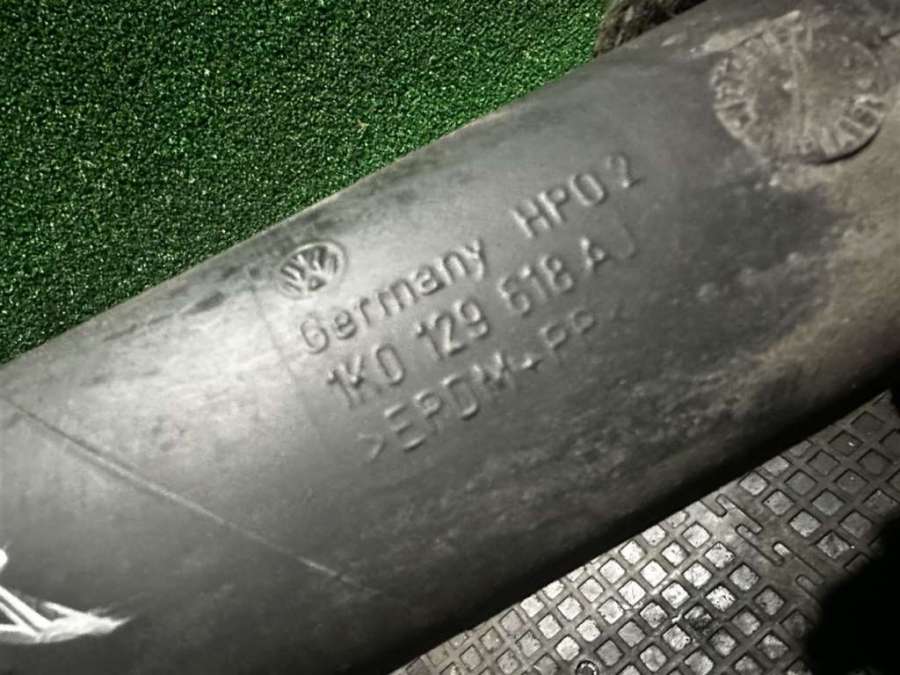 Germany HPO2
1K0 129 618 AJ
>EPDM+PP<